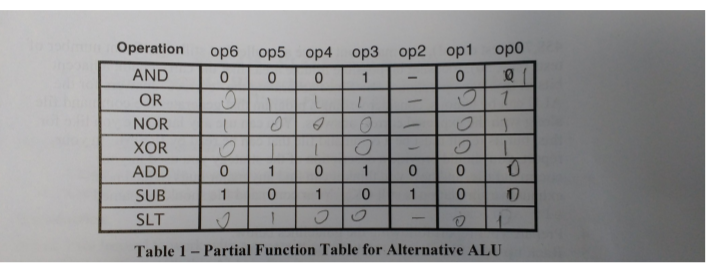 Operation op6 op5 op4 op3 op2 op1 op0
AND 0 0 0 1 – 0 1
OR 0 1 1 1 – 0 1
NOR 1 0 0 0 – 0 1
XOR 0 1 1 0 – 0 1
ADD 0 1 0 1 0 0
SUB 1 0 1 0 1 0
SLT 0 1 0 0 – 0 1
Table 1 – Partial Function Table for Alternative ALU